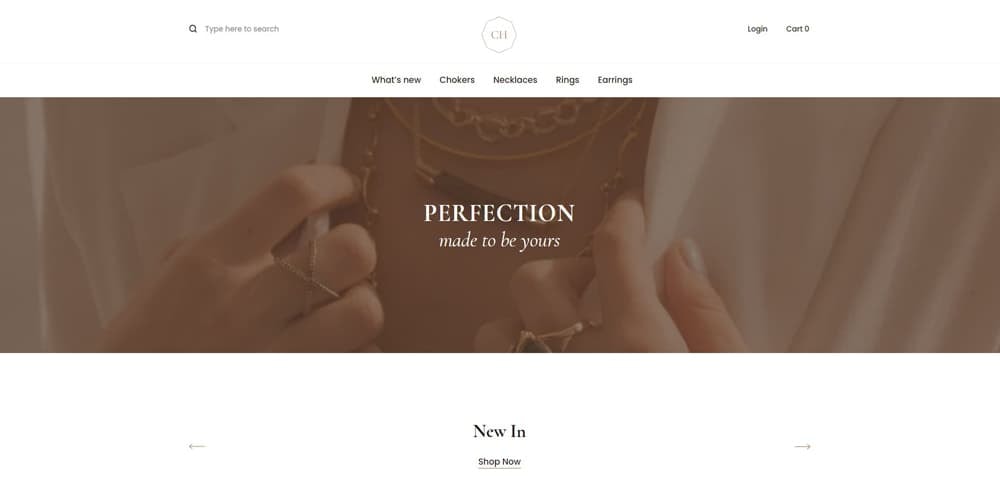 Type here to search
CH
Login
Cart 0
What's new
Chokers
Necklaces
Rings
Earrings
PERFECTION
made to be yours
New In
Shop Now